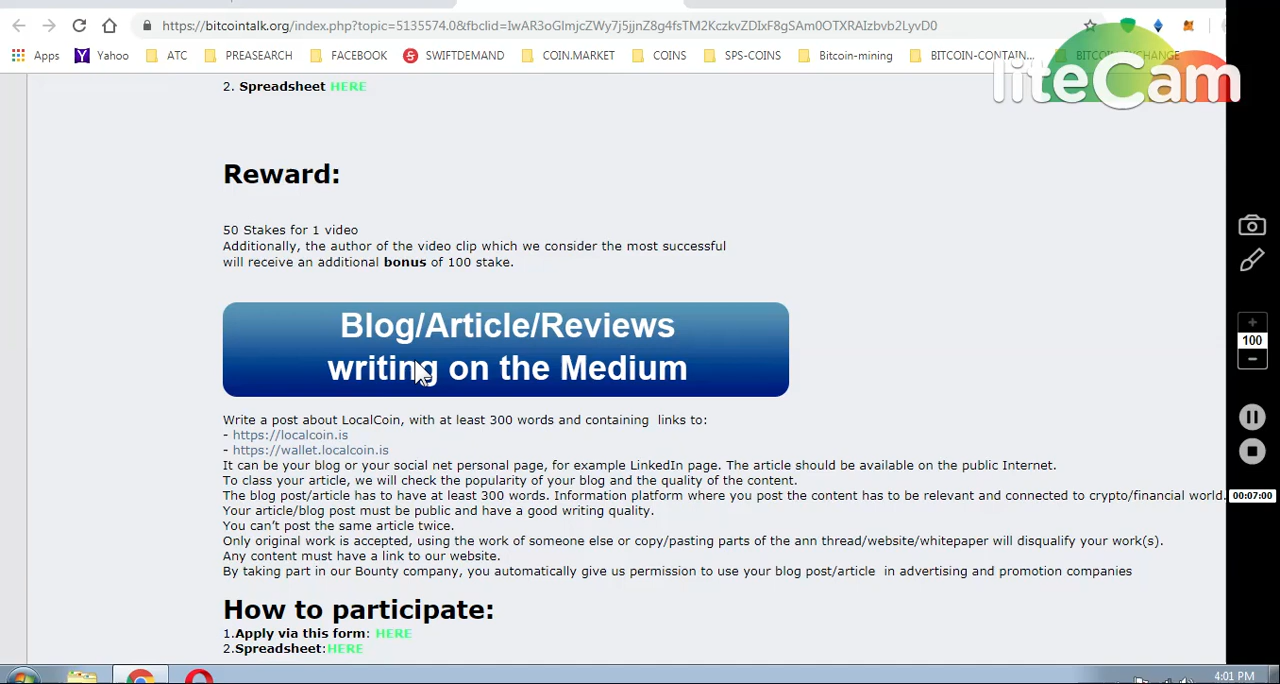 https://bitcointalk.org/index.php?topic=5135574.0&fbclid=IwAR3oGlmjcZWy7j5jjnZ8g4fsTM2KczkvZDIxF8gSAm0OTXRAIzbvb2LyvD0
Apps Yahoo ATC PREASEARCH FACEBOOK SWIFTDEMAND COIN.MARKET COINS SPS-COINS Bitcoin-mining BITCOIN-CONTAIN... BITCOIN-EXCHANGE
liteCam
2. Spreadsheet HERE
Reward:
50 Stakes for 1 video
Additionally, the author of the video clip which we consider the most successful
will receive an additional bonus of 100 stake.
Blog/Article/Reviews
writing on the Medium
Write a post about LocalCoin, with at least 300 words and containing links to:
- https://localcoin.is
- https://wallet.localcoin.is
It can be your blog or your social net personal page, for example LinkedIn page. The article should be available on the public Internet.
To class your article, we will check the popularity of your blog and the quality of the content.
The blog post/article has to have at least 300 words. Information platform where you post the content has to be relevant and connected to crypto/financial world.
Your article/blog post must be public and have a good writing quality.
You can't post the same article twice.
Only original work is accepted, using the work of someone else or copy/pasting parts of the ann thread/website/whitepaper will disqualify your work(s).
Any content must have a link to our website.
By taking part in our Bounty company, you automatically give us permission to use your blog post/article in advertising and promotion companies
How to participate:
1.Apply via this form: HERE
2.Spreadsheet:HERE
100
00:07:00
4:01 PM